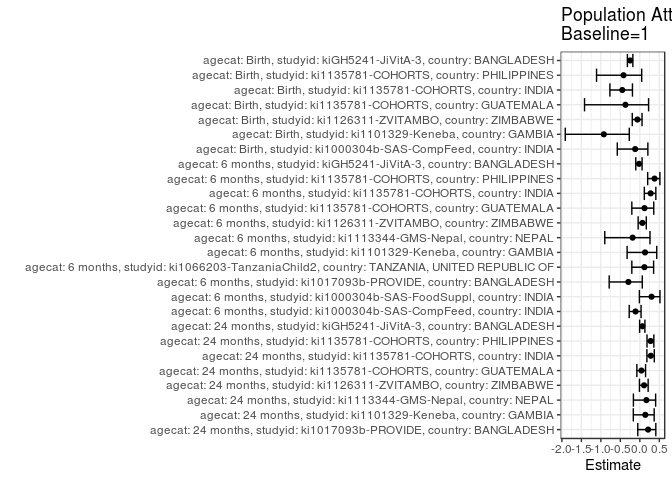 Population Att
Baseline=1
agecat: Birth, studyid: kiGH5241-JiVitA-3, country: BANGLADESH
agecat: Birth, studyid: ki1135781-COHORTS, country: PHILIPPINES
agecat: Birth, studyid: ki1135781-COHORTS, country: INDIA
agecat: Birth, studyid: ki1135781-COHORTS, country: GUATEMALA
agecat: Birth, studyid: ki1126311-ZVITAMBO, country: ZIMBABWE
agecat: Birth, studyid: ki1101329-Keneba, country: GAMBIA
agecat: Birth, studyid: ki1000304b-SAS-CompFeed, country: INDIA
agecat: 6 months, studyid: kiGH5241-JiVitA-3, country: BANGLADESH
agecat: 6 months, studyid: ki1135781-COHORTS, country: PHILIPPINES
agecat: 6 months, studyid: ki1135781-COHORTS, country: INDIA
agecat: 6 months, studyid: ki1135781-COHORTS, country: GUATEMALA
agecat: 6 months, studyid: ki1126311-ZVITAMBO, country: ZIMBABWE
agecat: 6 months, studyid: ki1113344-GMS-Nepal, country: NEPAL
agecat: 6 months, studyid: ki1101329-Keneba, country: GAMBIA
agecat: 6 months, studyid: ki1066203-TanzaniaChild2, country: TANZANIA, UNITED REPUBLIC OF
agecat: 6 months, studyid: ki1017093b-PROVIDE, country: BANGLADESH
agecat: 6 months, studyid: ki1000304b-SAS-FoodSuppl, country: INDIA
agecat: 6 months, studyid: ki1000304b-SAS-CompFeed, country: INDIA
agecat: 24 months, studyid: kiGH5241-JiVitA-3, country: BANGLADESH
agecat: 24 months, studyid: ki1135781-COHORTS, country: PHILIPPINES
agecat: 24 months, studyid: ki1135781-COHORTS, country: INDIA
agecat: 24 months, studyid: ki1135781-COHORTS, country: GUATEMALA
agecat: 24 months, studyid: ki1126311-ZVITAMBO, country: ZIMBABWE
agecat: 24 months, studyid: ki1113344-GMS-Nepal, country: NEPAL
agecat: 24 months, studyid: ki1101329-Keneba, country: GAMBIA
agecat: 24 months, studyid: ki1017093b-PROVIDE, country: BANGLADESH
-2.0 -1.5 -1.0 -0.5 0.0 0.5
Estimate